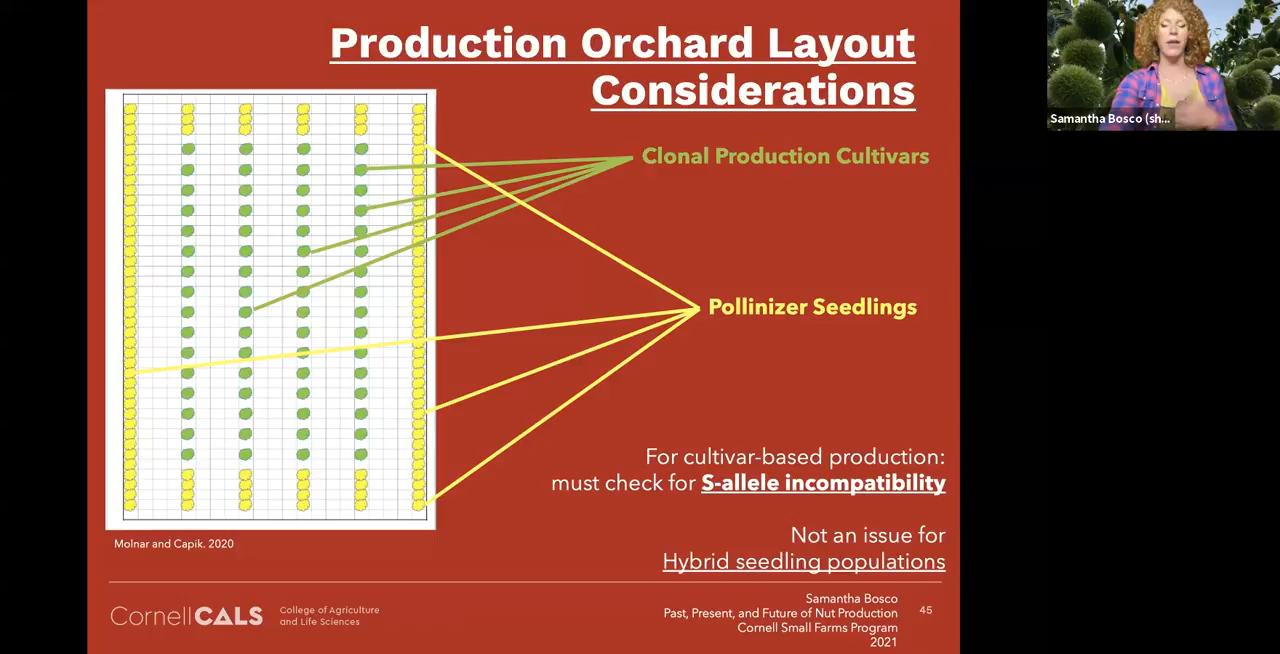 Production Orchard Layout
Considerations
Samantha Bosco (sh...
Clonal Production Cultivars
Pollinizer Seedlings
For cultivar-based production:
must check for S-allele incompatibility
Not an issue for
Hybrid seedling populations
Molnar and Capik. 2020
CornellCALS
College of Agriculture
and Life Sciences
Samantha Bosco
Past, Present, and Future of Nut Production
Cornell Small Farms Program
2021
45